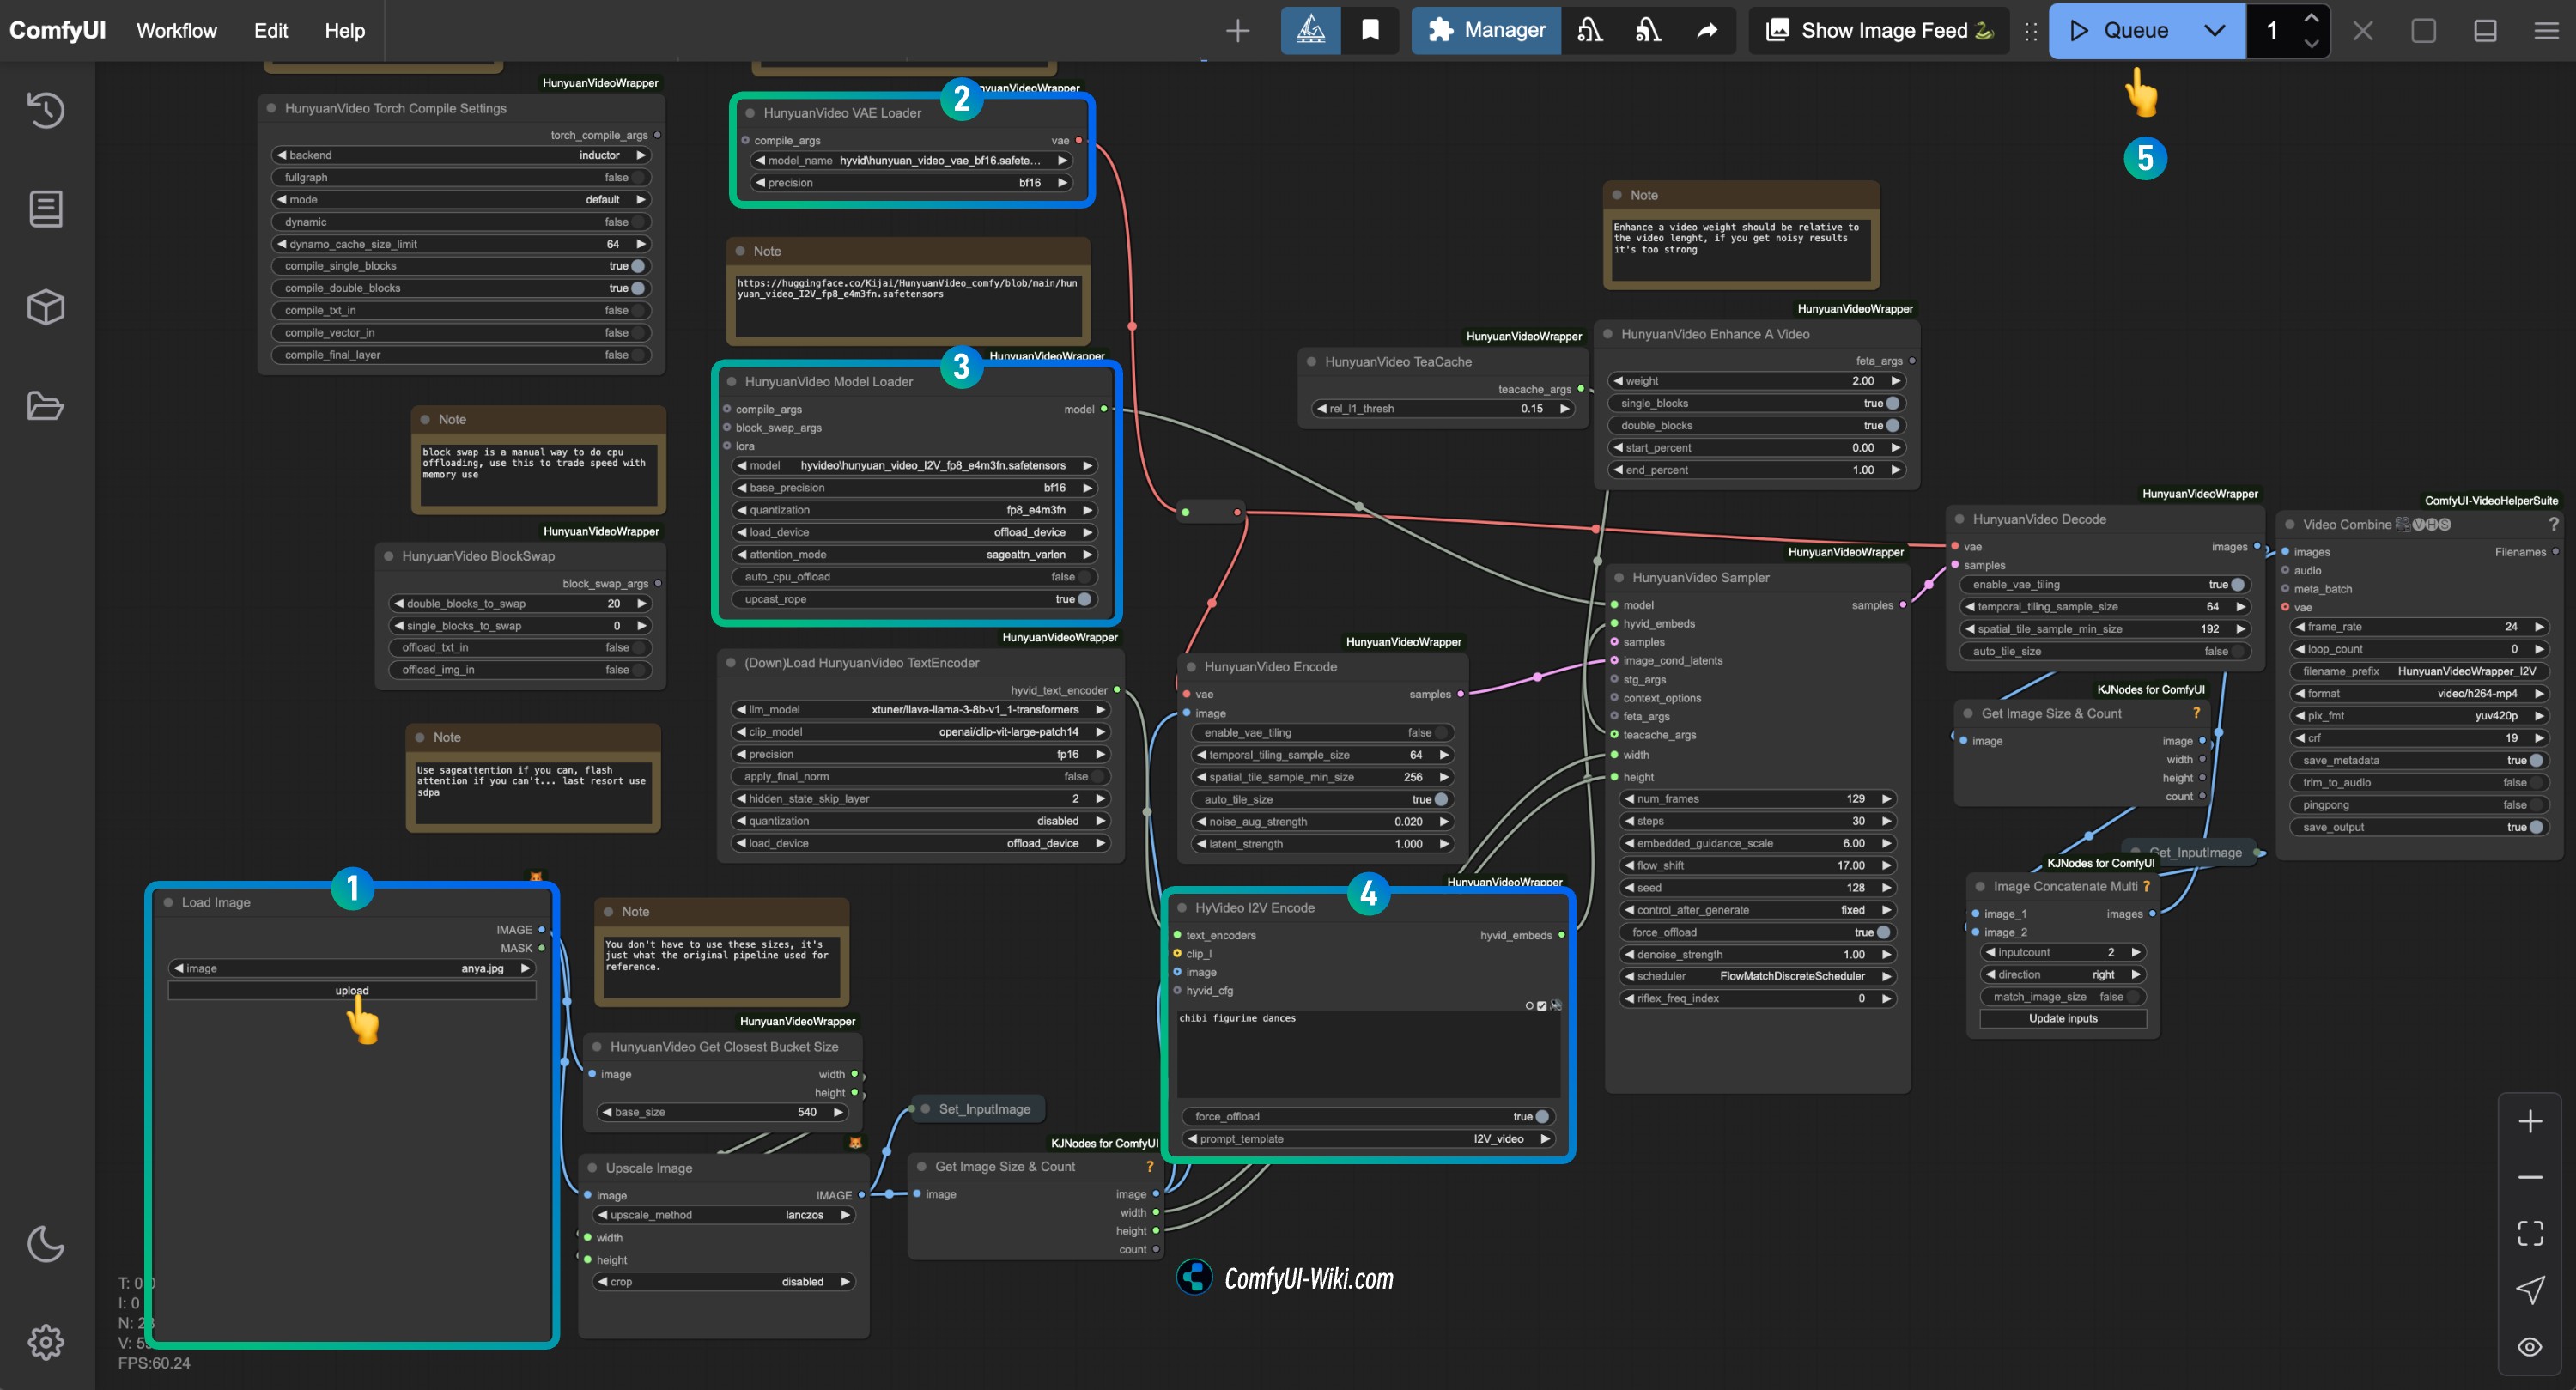 ComfyUI
Workflow
Edit
Help
Manager
Show Image Feed
Queue
1
HunyuanVideoWrapper
HunyuanVideo Torch Compile Settings
torch_compile_args
backend inductor
fullgraph false
mode default
dynamic false
dynamo_cache_size_limit 64
compile_single_blocks true
compile_double_blocks true
compile_txt_in false
compile_vector_in false
compile_final_layer false
Note
block swap is a manual way to do cpu
offloading, use this to trade speed with
memory use
HunyuanVideoWrapper
HunyuanVideo BlockSwap
block_swap_args
double_blocks_to_swap 20
single_blocks_to_swap 0
offload_txt_in false
offload_img_in false
Note
Use sageattention if you can, flash
attention if you can't... last resort use
sdpa
2
HunyuanVideo VAE Loader
compile_args vae
model_name hyvid\hunyuan_video_vae_bf16.safete...
precision bf16
Note
https://huggingface.co/Kijai/HunyuanVideo_comfy/blob/main/hun
yuan_video_I2V_fp8_e4m3fn.safetensors
HunyuanVideoWrapper
3
HunyuanVideo Model Loader
compile_args model
block_swap_args
lora
model hyvideo\hunyuan_video_I2V_fp8_e4m3fn.safetensors
base_precision bf16
quantization fp8_e4m3fn
load_device offload_device
attention_mode sageattn_varlen
auto_cpu_offload false
upcast_rope true
HunyuanVideoWrapper
(Down)Load HunyuanVideo TextEncoder
hyvid_text_encoder
llm_model xtuner/llava-llama-3-8b-v1_1-transformers
clip_model openai/clip-vit-large-patch14
precision fp16
apply_final_norm false
hidden_state_skip_layer 2
quantization disabled
load_device offload_device
1
Load Image
IMAGE
MASK
image anya.jpg
upload
Note
You don't have to use these sizes, it's
just what the original pipeline used for
reference.
HunyuanVideoWrapper
HunyuanVideo Get Closest Bucket Size
image width
height
base_size 540
Upscale Image
image IMAGE
upscale_method lanczos
width
height
crop disabled
Set_InputImage
KJNodes for ComfyUI
Get Image Size & Count ?
image image
width
height
count
HunyuanVideoWrapper
HunyuanVideo TeaCache
teacache_args
rel_l1_thresh 0.15
Note
Enhance a video weight should be relative to
the video lenght, if you get noisy results
it's too strong
HunyuanVideoWrapper
HunyuanVideo Enhance A Video
feta_args
weight 2.00
single_blocks true
double_blocks true
start_percent 0.00
end_percent 1.00
HunyuanVideoWrapper
HunyuanVideo Encode
vae samples
image
enable_vae_tiling false
temporal_tiling_sample_size 64
spatial_tile_sample_min_size 256
auto_tile_size true
noise_aug_strength 0.020
latent_strength 1.000
HunyuanVideoWrapper
4
HyVideo I2V Encode
text_encoders hyvid_embeds
clip_l
image
hyvid_cfg
chibi figurine dances
force_offload true
prompt_template I2V_video
HunyuanVideoWrapper
HunyuanVideo Sampler
model samples
hyvid_embeds
samples
image_cond_latents
stg_args
context_options
feta_args
teacache_args
width
height
num_frames 129
steps 30
embedded_guidance_scale 6.00
flow_shift 17.00
seed 128
control_after_generate fixed
force_offload true
denoise_strength 1.00
scheduler FlowMatchDiscreteScheduler
riflex_freq_index 0
5
HunyuanVideoWrapper
HunyuanVideo Decode
vae images
samples
enable_vae_tiling true
temporal_tiling_sample_size 64
spatial_tile_sample_min_size 192
auto_tile_size false
KJNodes for ComfyUI
Get Image Size & Count ?
image image
width
height
count
Get_InputImage
KJNodes for ComfyUI
Image Concatenate Multi ?
image_1 images
image_2
inputcount 2
direction right
match_image_size false
Update inputs
ComfyUI-VideoHelperSuite
Video Combine VHS ?
images Filenames
audio
meta_batch
vae
frame_rate 24
loop_count 0
filename_prefix HunyuanVideoWrapper_I2V
format video/h264-mp4
pix_fmt yuv420p
crf 19
save_metadata true
trim_to_audio false
pingpong false
save_output true
ComfyUI-Wiki.com
I: 0
FPS:60.24